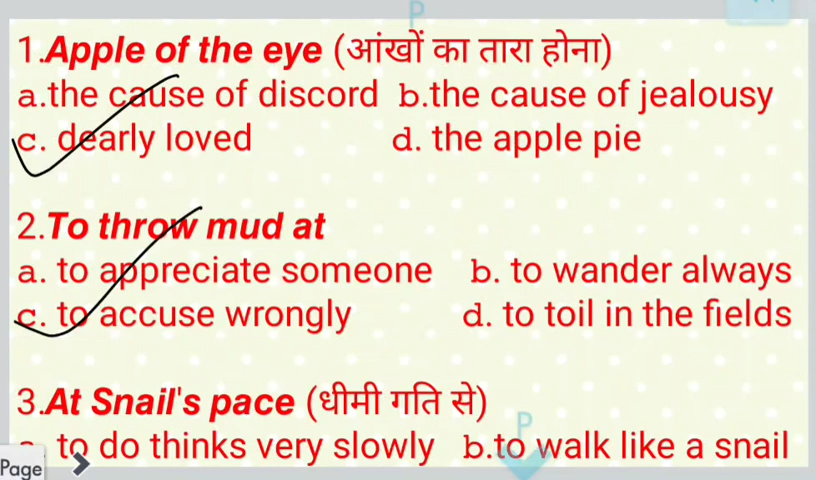 P
1.Apple of the eye (आंखों का तारा होना)
a.the cause of discord b.the cause of jealousy
c. dearly loved d. the apple pie
2.To throw mud at
a. to appreciate someone b. to wander always
c. to accuse wrongly d. to toil in the fields
3.At Snail's pace (धीमी गति से)
P
to do thinks very slowly b.to walk like a snail
Page